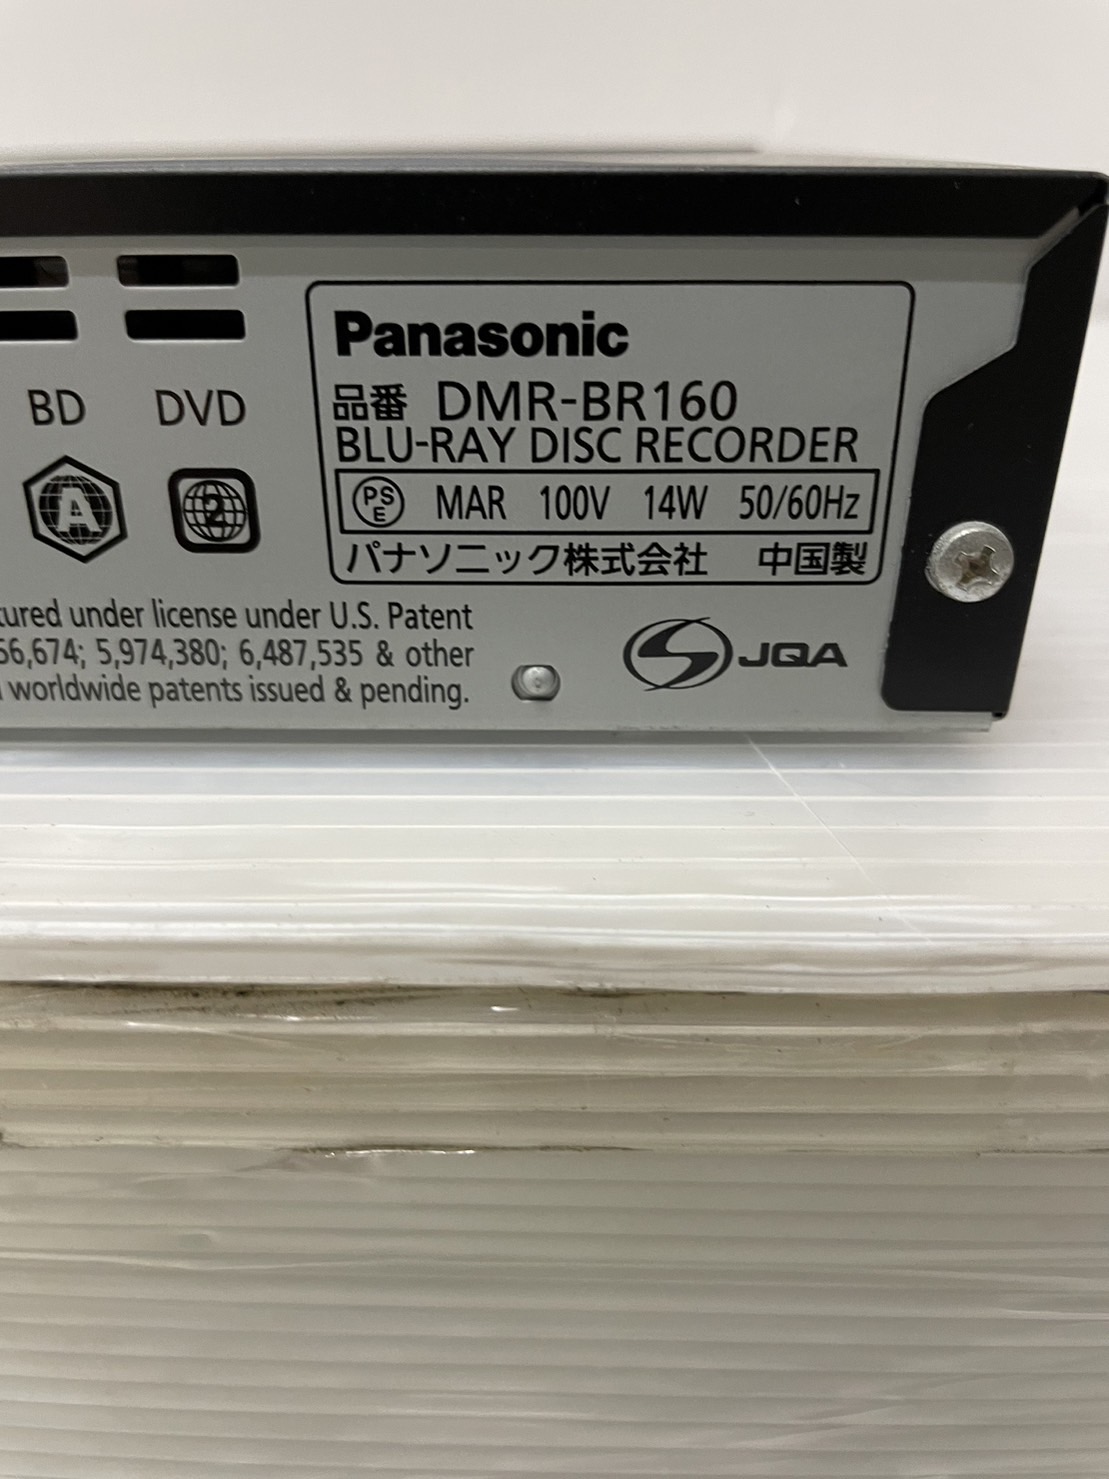 Panasonic
品番 DMR-BR160
BLU-RAY DISC RECORDER
PSE MAR 100V 14W 50/60Hz
パナソニック株式会社 中国製
BD DVD
A 2
tured under license under U.S. Patent
56,674; 5,974,380; 6,487,535 & other
worldwide patents issued & pending.
JQA